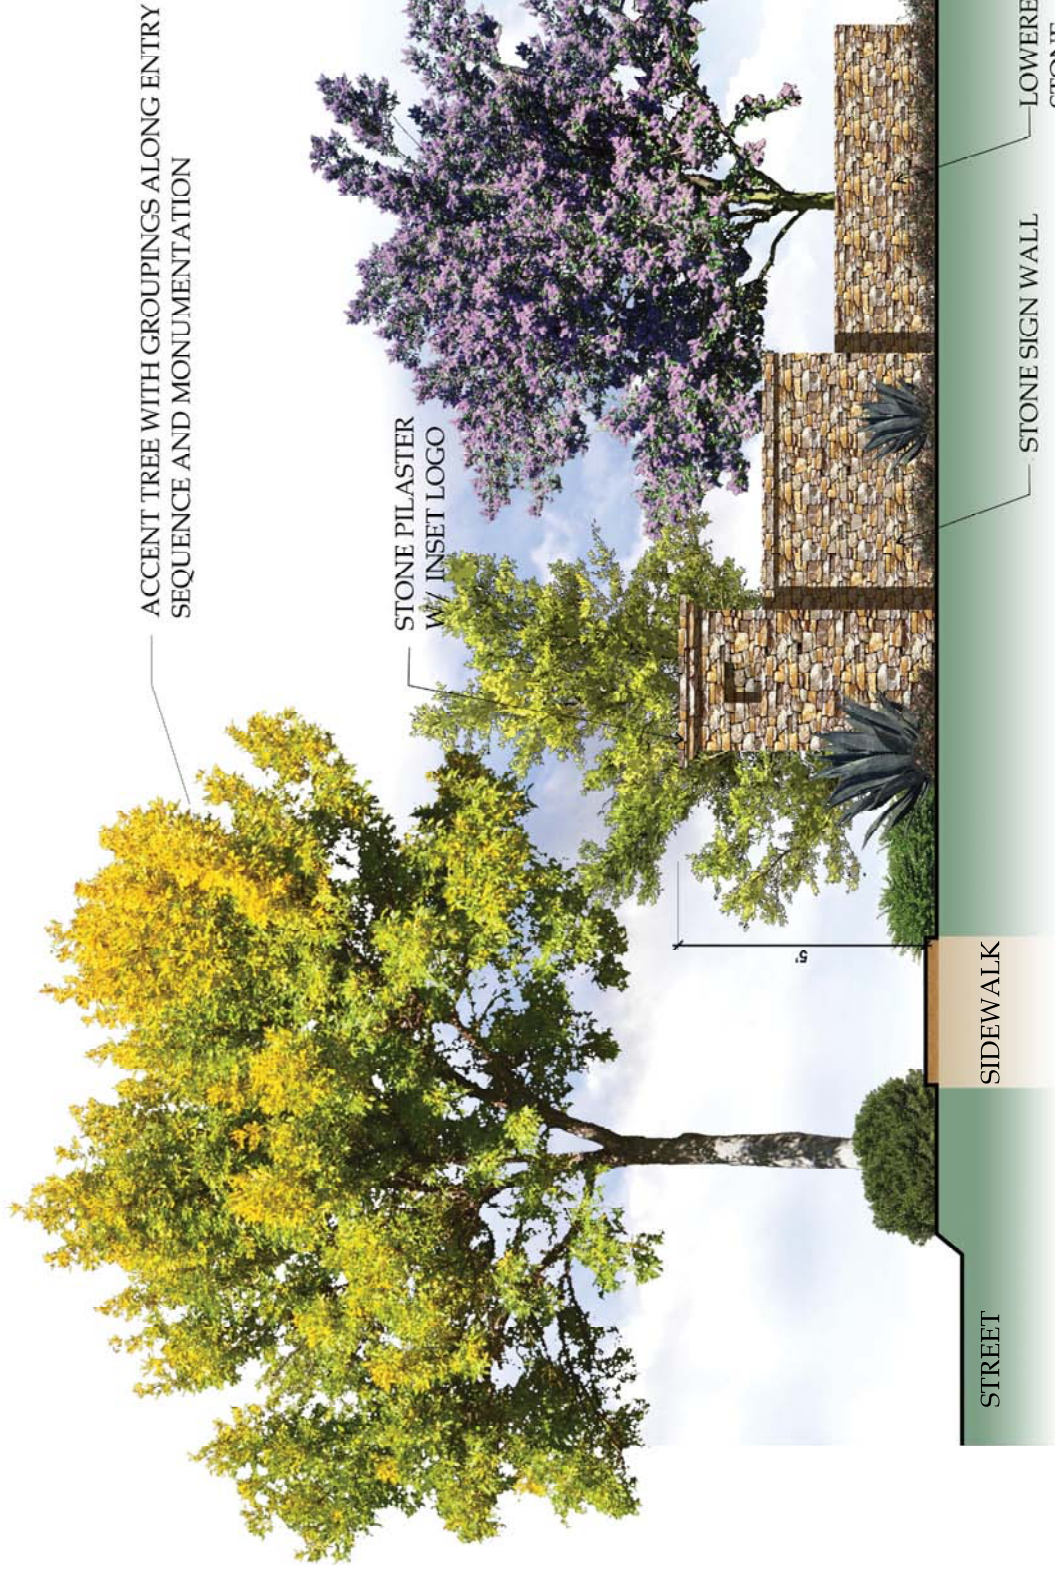 ACCENT TREE WITH GROUPINGS ALONG ENTRY
SEQUENCE AND MONUMENTATION
STONE PILASTER
W/ INSET LOGO
5'
STREET
SIDEWALK
STONE SIGN WALL